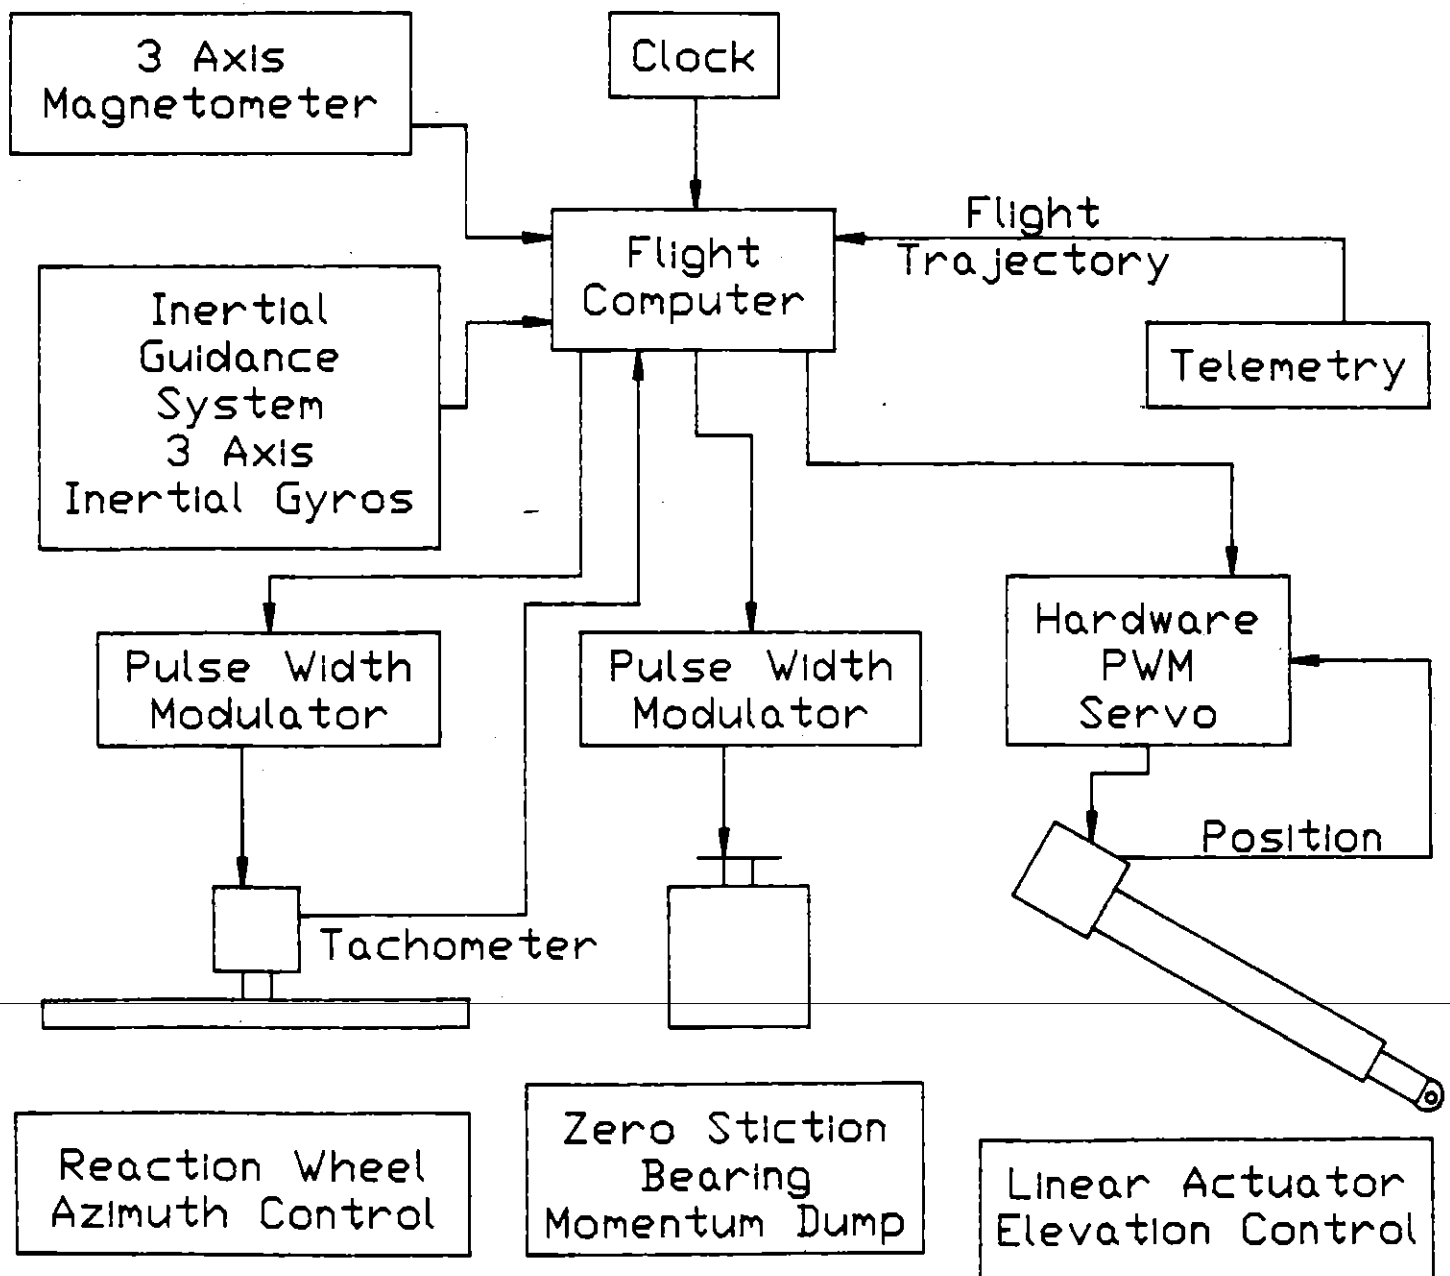 3 Axis
Magnetometer
Clock
Flight
Computer
Flight
Trajectory
Telemetry
Inertial
Guidance
System
3 Axis
Inertial Gyros
Pulse Width
Modulator
Pulse Width
Modulator
Hardware
PWM
Servo
Position
Tachometer
Reaction Wheel
Azimuth Control
Zero Stiction
Bearing
Momentum Dump
Linear Actuator
Elevation Control